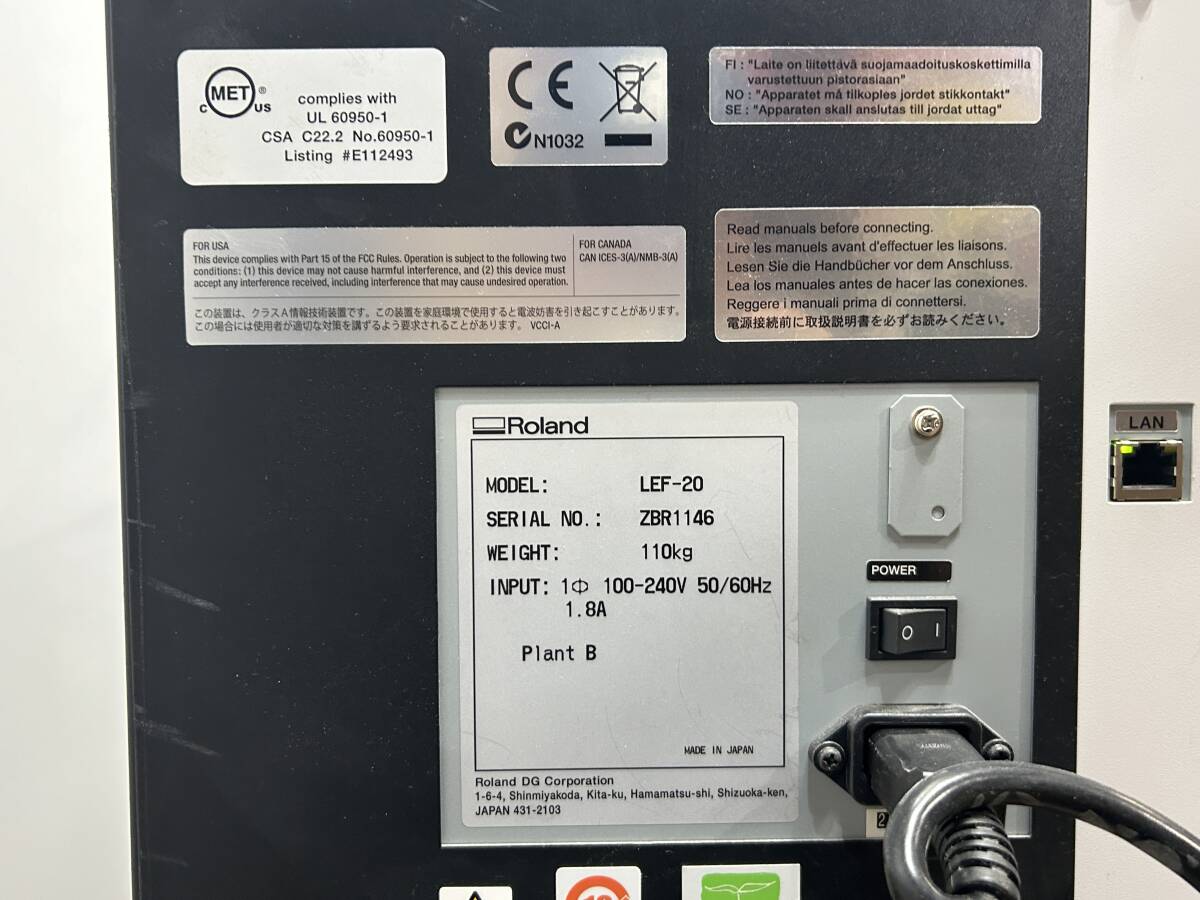 MET
®
C US
complies with
UL 60950-1
CSA C22.2 No.60950-1
Listing #E112493
CE
N1032
FI : "Laite on liitettävä suojamaadoituskoskettimilla
varustettuun pistorasiaan"
NO : "Apparatet må tilkoples jordet stikkontakt"
SE : "Apparaten skall anslutas till jordat uttag"
FOR USA
This device complies with Part 15 of the FCC Rules. Operation is subject to the following two
conditions: (1) this device may not cause harmful interference, and (2) this device must
accept any interference received, including interference that may cause undesired operation.
FOR CANADA
CAN ICES-3(A)/NMB-3(A)
この装置は、クラスA情報技術装置です。この装置を家庭環境で使用すると電波妨害を引き起こすことがあります。
この場合には使用者が適切な対策を講ずるよう要求されることがあります。 VCCI-A
Read manuals before connecting.
Lire les manuels avant d'effectuer les liaisons.
Lesen Sie die Handbücher vor dem Anschluss.
Lea los manuales antes de hacer las conexiones.
Reggere i manuali prima di connettersi.
電源接続前に取扱説明書を必ずお読みください。
Roland
MODEL: LEF-20
SERIAL NO.: ZBR1146
WEIGHT: 110kg
INPUT: 1Φ 100-240V 50/60Hz
1.8A
Plant B
MADE IN JAPAN
Roland DG Corporation
1-6-4, Shinmiyakoda, Kita-ku, Hamamatsu-shi, Shizuoka-ken,
JAPAN 431-2103
POWER
O I
LAN